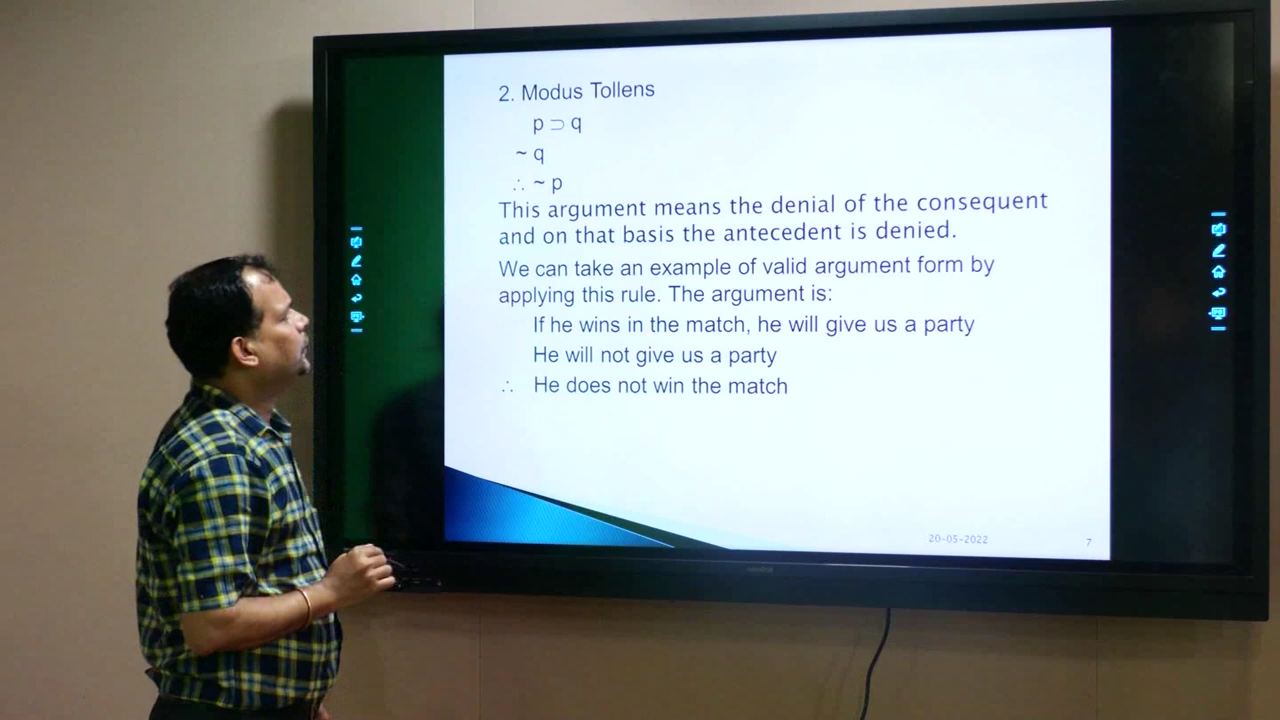 2. Modus Tollens
p ⊃ q
~ q
∴ ~ p
This argument means the denial of the consequent
and on that basis the antecedent is denied.
We can take an example of valid argument form by
applying this rule. The argument is:
If he wins in the match, he will give us a party
He will not give us a party
∴ He does not win the match
20-05-2022
7